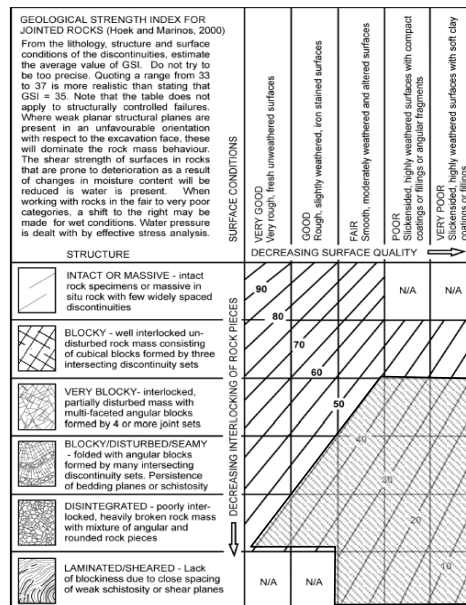 GEOLOGICAL STRENGTH INDEX FOR
JOINTED ROCKS (Hoek and Marinos, 2000)
From the lithology, structure and surface
conditions of the discontinuities, estimate
the average value of GSI. Do not try to
be too precise. Quoting a range from 33
to 37 is more realistic than stating that
GSI = 35. Note that the table does not
apply to structurally controlled failures.
Where weak planar structural planes are
present in an unfavourable orientation
with respect to the excavation face, these
will dominate the rock mass behaviour.
The shear strength of surfaces in rocks
that are prone to deterioration as a result
of changes in moisture content will be
reduced is water is present. When
working with rocks in the fair to very poor
categories, a shift to the right may be
made for wet conditions. Water pressure
is dealt with by effective stress analysis.
SURFACE CONDITIONS
VERY GOOD
Very rough, fresh unweathered surfaces
GOOD
Rough, slightly weathered, iron stained surfaces
FAIR
Smooth, moderately weathered and altered surfaces
POOR
Slickensided, highly weathered surfaces with compact
coatings or fillings or angular fragments
VERY POOR
Slickensided, highly weathered surfaces with soft clay
coatings or fillings
STRUCTURE
DECREASING SURFACE QUALITY
DECREASING INTERLOCKING OF ROCK PIECES
INTACT OR MASSIVE - intact
rock specimens or massive in
situ rock with few widely spaced
discontinuities
BLOCKY - well interlocked un-
disturbed rock mass consisting
of cubical blocks formed by three
intersecting discontinuity sets
VERY BLOCKY- interlocked,
partially disturbed mass with
multi-faceted angular blocks
formed by 4 or more joint sets
BLOCKY/DISTURBED/SEAMY
- folded with angular blocks
formed by many intersecting
discontinuity sets. Persistence
of bedding planes or schistosity
DISINTEGRATED - poorly inter-
locked, heavily broken rock mass
with mixture of angular and
rounded rock pieces
LAMINATED/SHEARED - Lack
of blockiness due to close spacing
of weak schistosity or shear planes
90
N/A
N/A
80
70
60
50
40
30
20
10
N/A
N/A